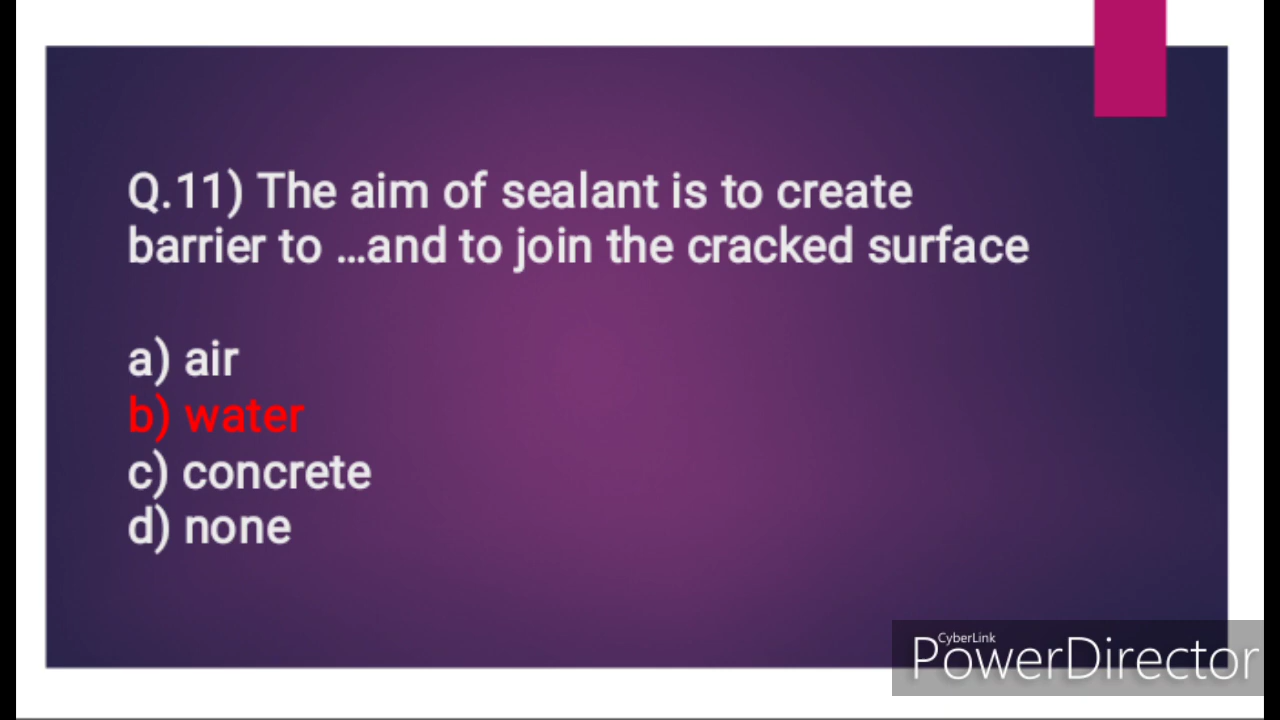 Q.11) The aim of sealant is to create
barrier to ...and to join the cracked surface
a) air
b) water
c) concrete
d) none
CyberLink
PowerDirector